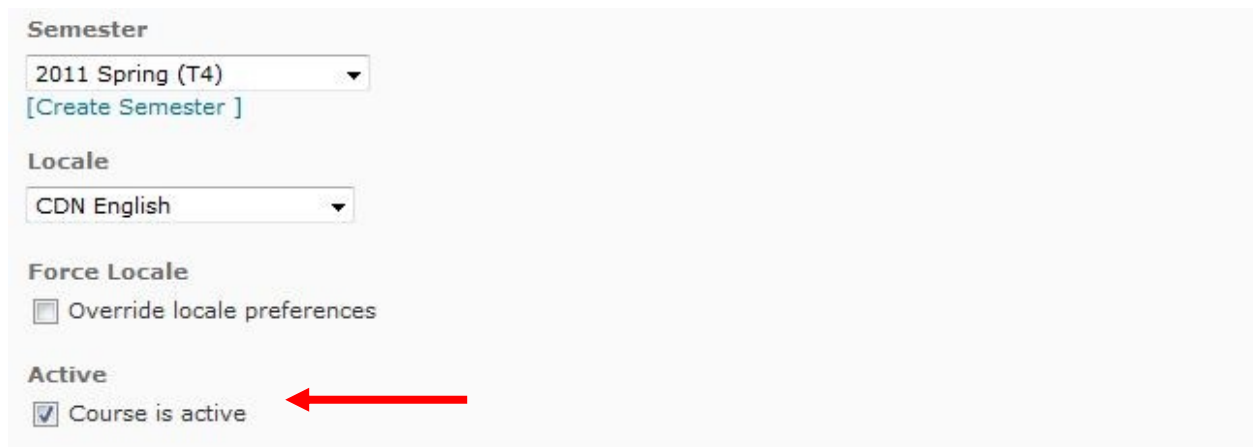 Semester
2011 Spring (T4)
[Create Semester ]
Locale
CDN English
Force Locale
Override locale preferences
Active
Course is active